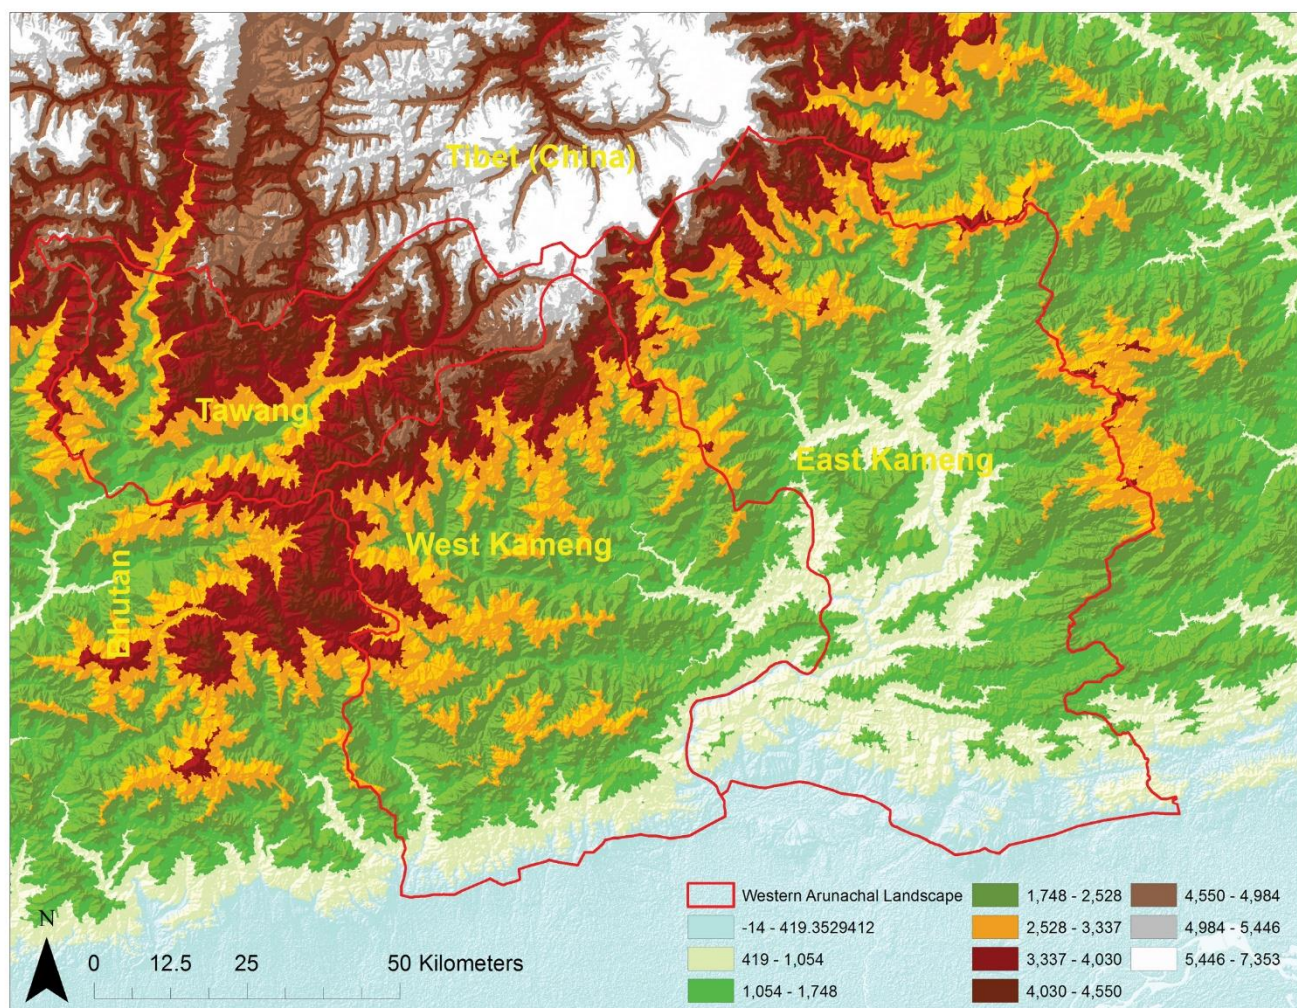 Tibet (China)
Tawang
East Kameng
West Kameng
Bhutan
N
0 12.5 25 50 Kilometers
Western Arunachal Landscape
-14 - 419.3529412
419 - 1,054
1,054 - 1,748
1,748 - 2,528
2,528 - 3,337
3,337 - 4,030
4,030 - 4,550
4,550 - 4,984
4,984 - 5,446
5,446 - 7,353